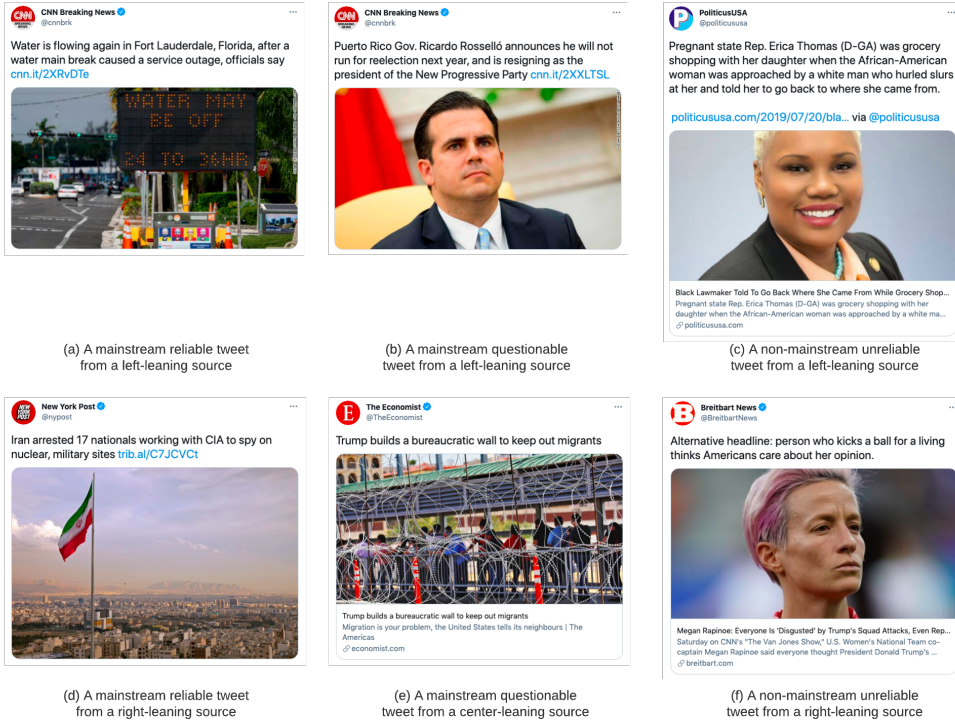 CNN Breaking News
@cnnbrk
Water is flowing again in Fort Lauderdale, Florida, after a
water main break caused a service outage, officials say
cnn.it/2XRvDTe
WATER MAY
BE OFF
24 TO 36HR
(a) A mainstream reliable tweet
from a left-leaning source
CNN Breaking News
@cnnbrk
Puerto Rico Gov. Ricardo Rosselló announces he will not
run for reelection next year, and is resigning as the
president of the New Progressive Party cnn.it/2XXLTSL
(b) A mainstream questionable
tweet from a left-leaning source
PoliticusUSA
@politicususa
Pregnant state Rep. Erica Thomas (D-GA) was grocery
shopping with her daughter when the African-American
woman was approached by a white man who hurled slurs
at her and told her to go back to where she came from.
politicususa.com/2019/07/20/bla... via @politicususa
Black Lawmaker Told To Go Back Where She Came From While Grocery Shop...
Pregnant state Rep. Erica Thomas (D-GA) was grocery shopping with her
daughter when the African-American woman was approached by a white ma...
politicususa.com
(c) A non-mainstream unreliable
tweet from a left-leaning source
NEW
YORK
POST
New York Post
@nypost
Iran arrested 17 nationals working with CIA to spy on
nuclear, military sites trib.al/C7JCVCt
(d) A mainstream reliable tweet
from a right-leaning source
E
The Economist
@TheEconomist
Trump builds a bureaucratic wall to keep out migrants
Trump builds a bureaucratic wall to keep out migrants
Migration is your problem, the United States tells its neighbours | The
Americas
economist.com
(e) A mainstream questionable
tweet from a center-leaning source
B
Breitbart News
@BreitbartNews
Alternative headline: person who kicks a ball for a living
thinks Americans care about her opinion.
Megan Rapinoe: Everyone Is 'Disgusted' by Trump's Squad Attacks, Even Rep...
Saturday on CNN's "The Van Jones Show," U.S. Women's National Team co-
captain Megan Rapinoe said everyone thought President Donald Trump's ...
breitbart.com
(f) A non-mainstream unreliable
tweet from a right-leaning source